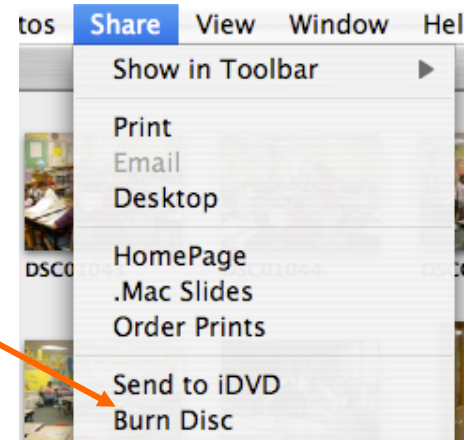 tos Share View Window Hel
Show in Toolbar
Print
Email
Desktop
DSC01043 DSC01044 DSC0
HomePage
.Mac Slides
Order Prints
Send to iDVD
Burn Disc